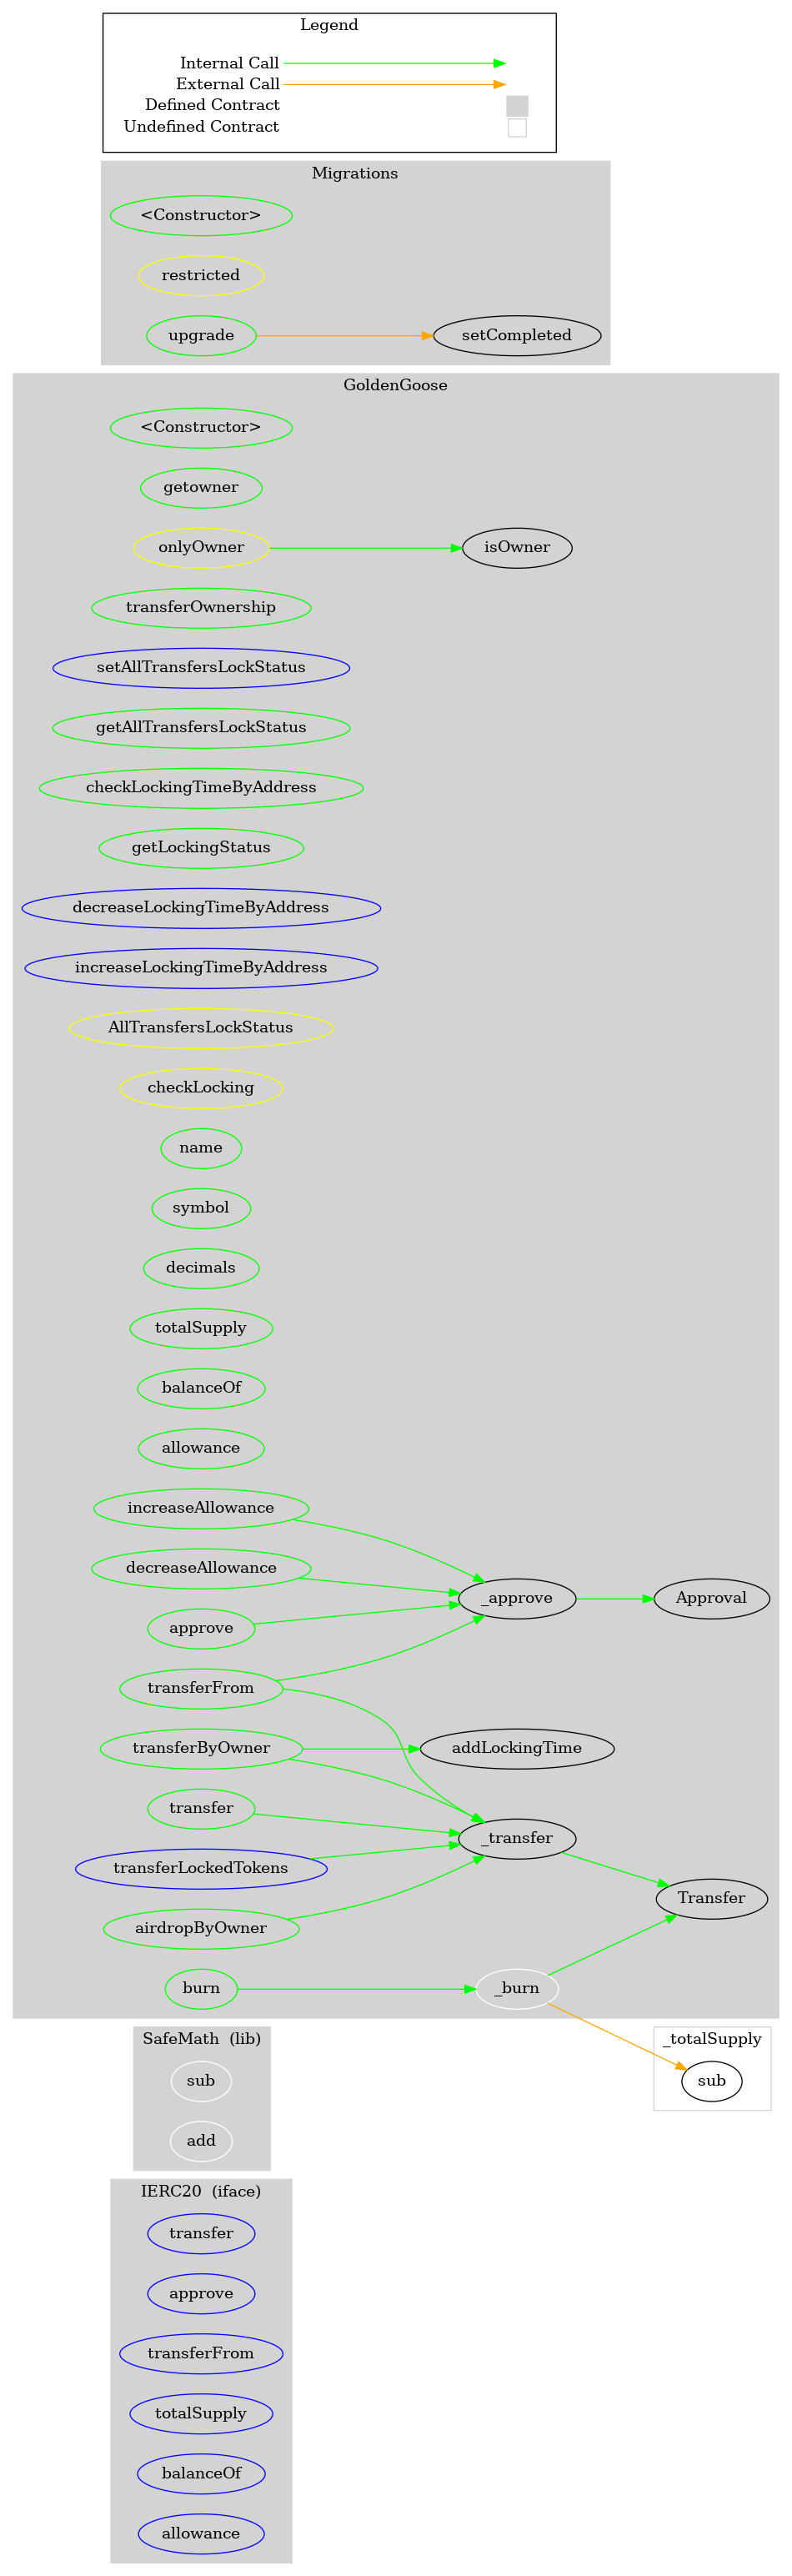 Legend
Internal Call
External Call
Defined Contract
Undefined Contract
Migrations
<Constructor>
restricted
upgrade
setCompleted
GoldenGoose
<Constructor>
getowner
onlyOwner
isOwner
transferOwnership
setAllTransfersLockStatus
getAllTransfersLockStatus
checkLockingTimeByAddress
getLockingStatus
decreaseLockingTimeByAddress
increaseLockingTimeByAddress
AllTransfersLockStatus
checkLocking
name
symbol
decimals
totalSupply
balanceOf
allowance
increaseAllowance
decreaseAllowance
_approve
Approval
approve
transferFrom
transferByOwner
addLockingTime
transfer
_transfer
transferLockedTokens
Transfer
airdropByOwner
burn
_burn
SafeMath  (lib)
_totalSupply
sub
sub
add
IERC20  (iface)
transfer
approve
transferFrom
totalSupply
balanceOf
allowance